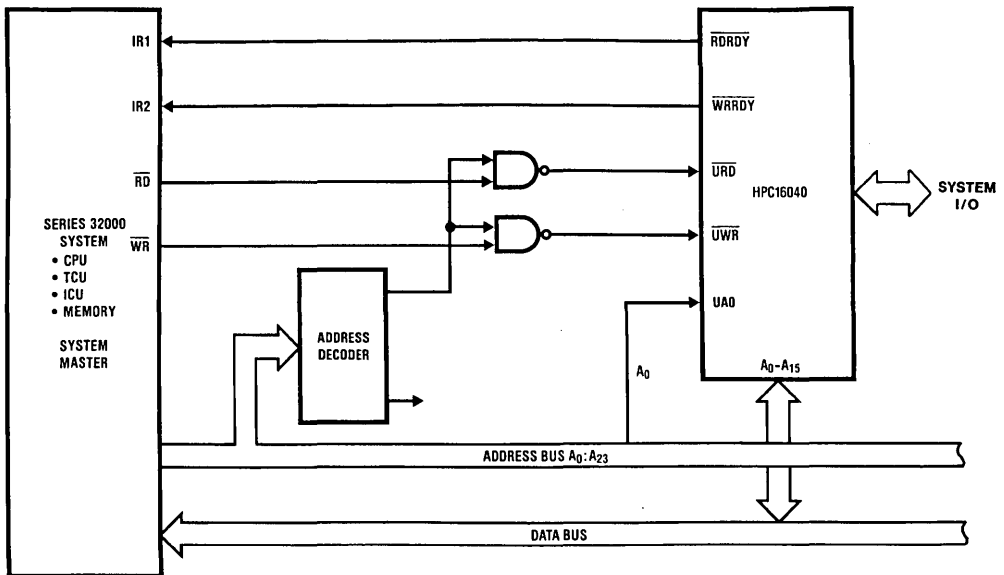 IR1
RDRDY
IR2
WRRDY
RD
URD
HPC16040
SYSTEM
I/O
SERIES 32000
SYSTEM
WR
UWR
• CPU
• TCU
• ICU
• MEMORY
SYSTEM
MASTER
ADDRESS
DECODER
UA0
A0
A0-A15
ADDRESS BUS A0:A23
DATA BUS